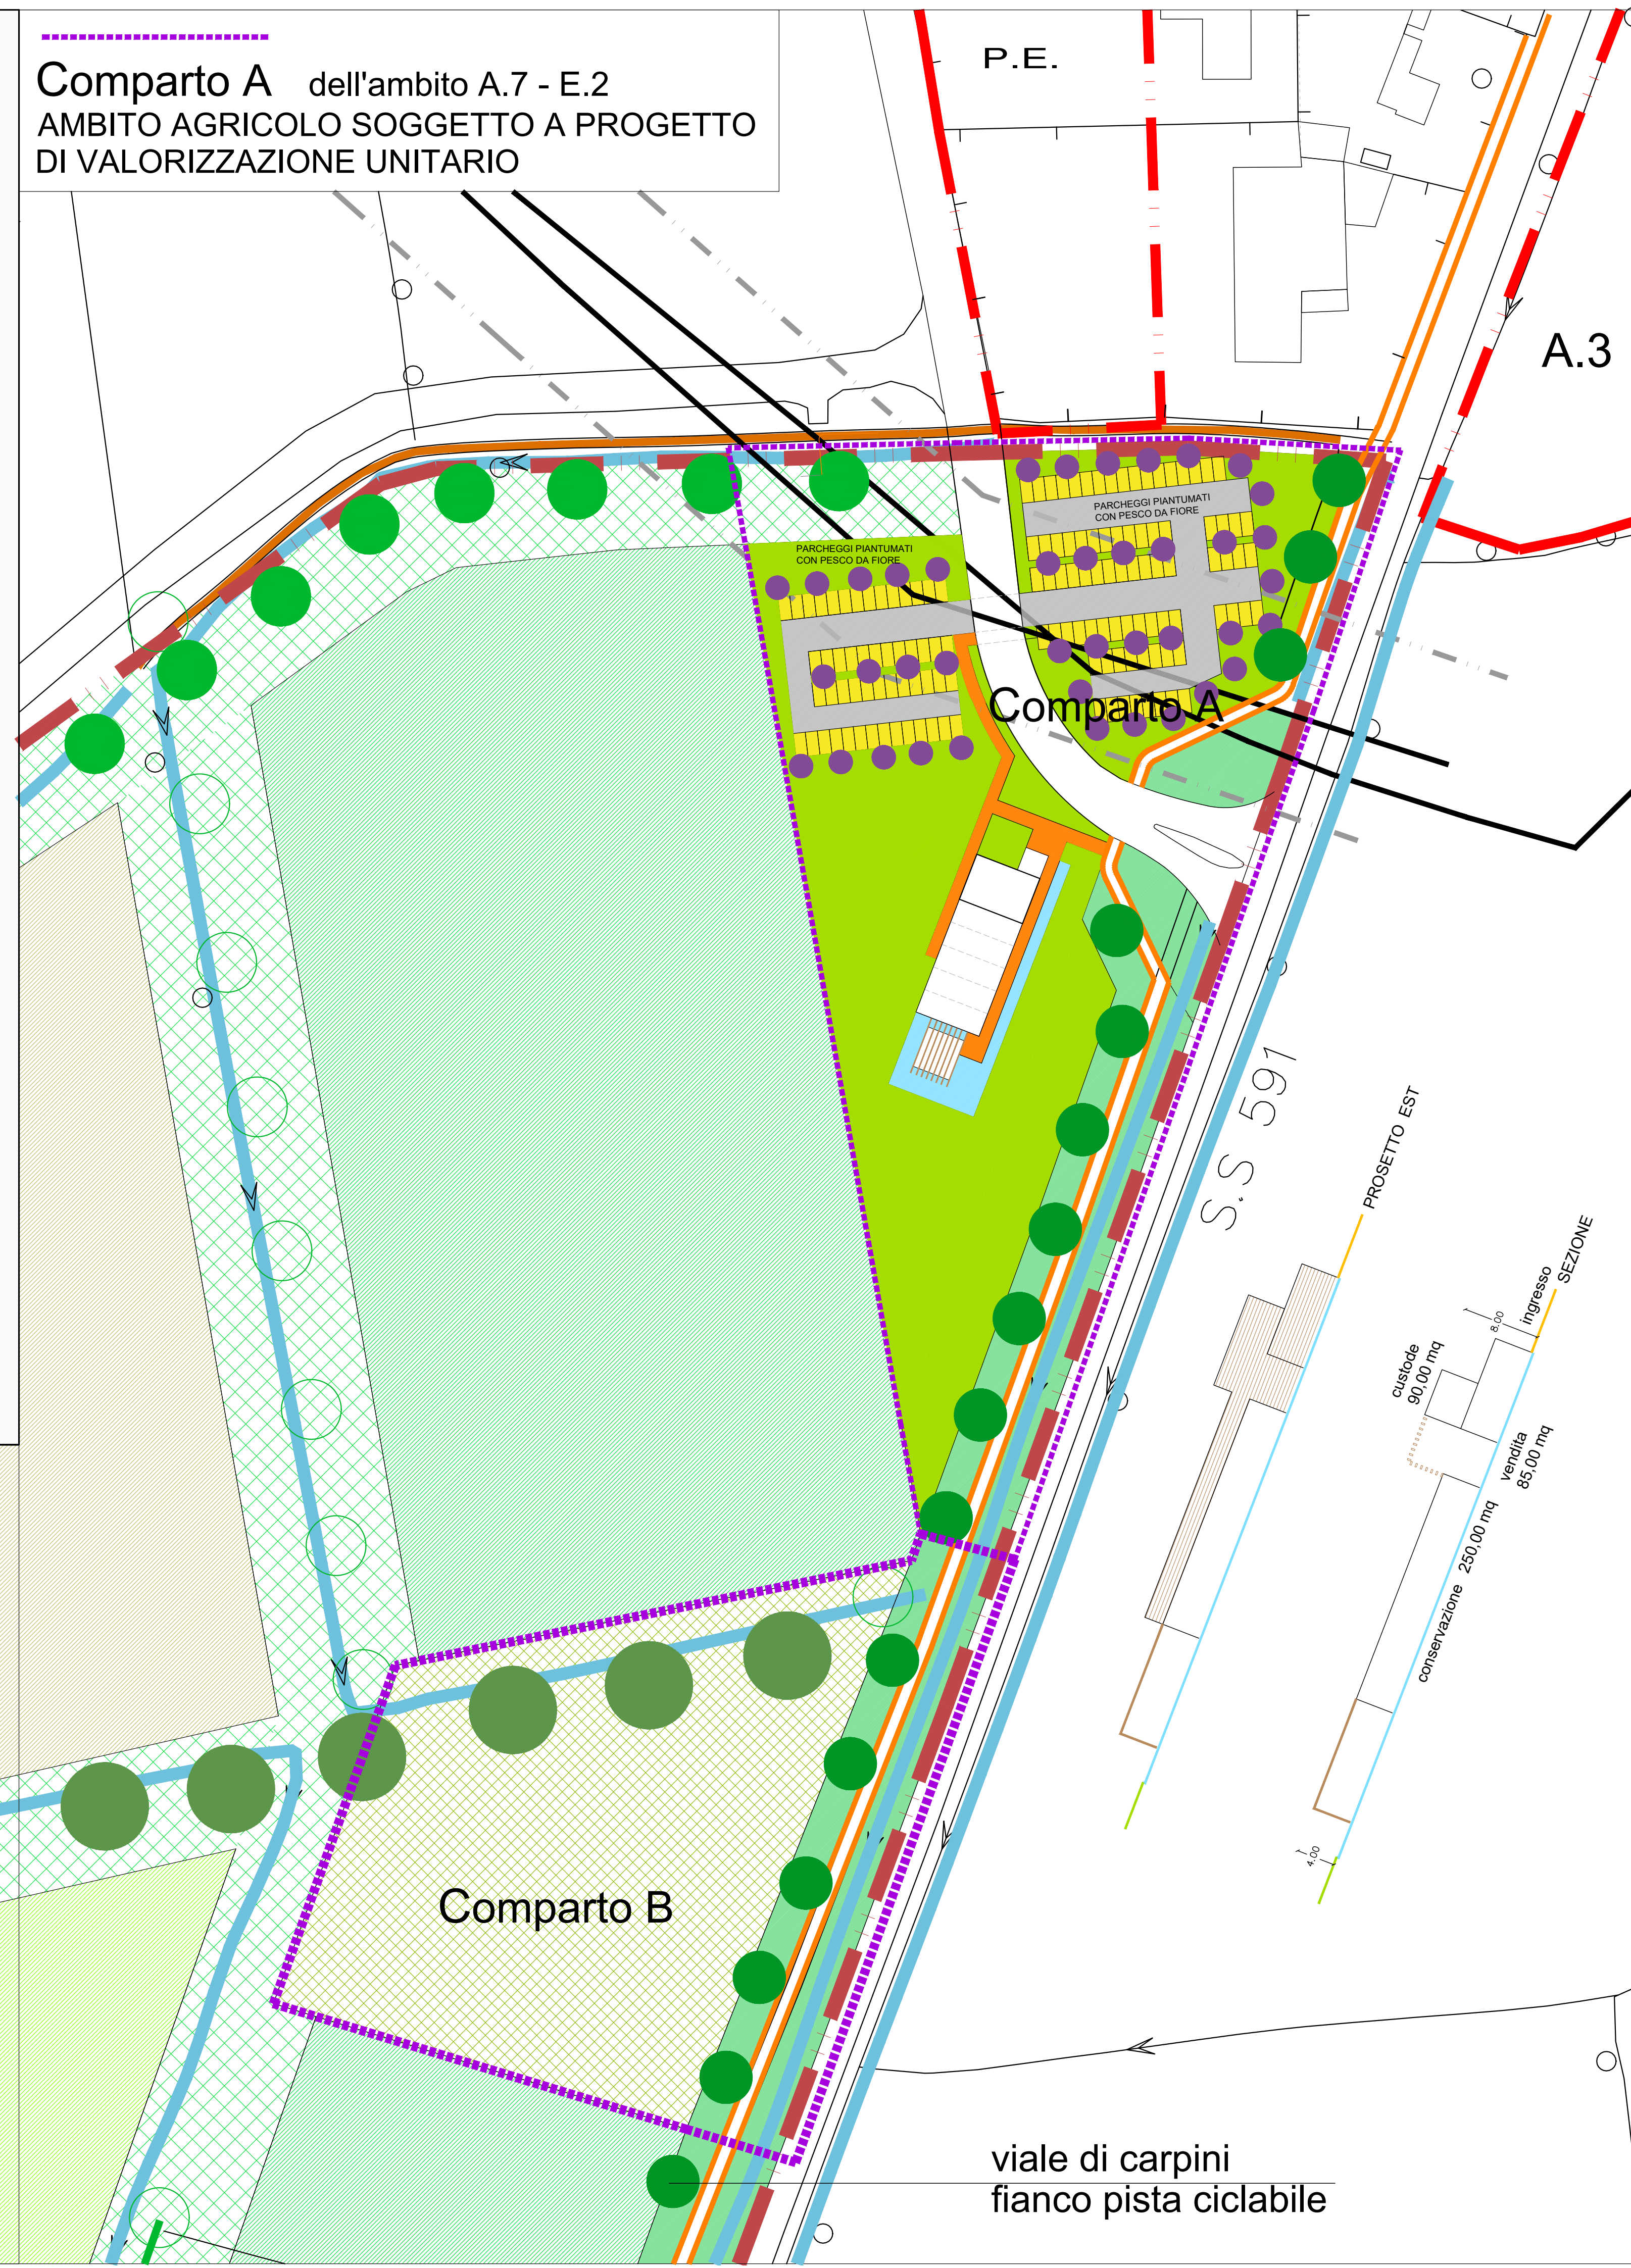 Comparto A dell'ambito A.7 - E.2
AMBITO AGRICOLO SOGGETTO A PROGETTO
DI VALORIZZAZIONE UNITARIO
P.E.
A.3
PARCHEGGI PIANTUMATI
CON PESCO DA FIORE
PARCHEGGI PIANTUMATI
CON PESCO DA FIORE
Comparto A
S.S 591
PROSETTO EST
SEZIONE
ingresso
8.00
custode
90,00 mq
vendita
85,00 mq
conservazione 250,00 mq
4.00
Comparto B
viale di carpini
fianco pista ciclabile